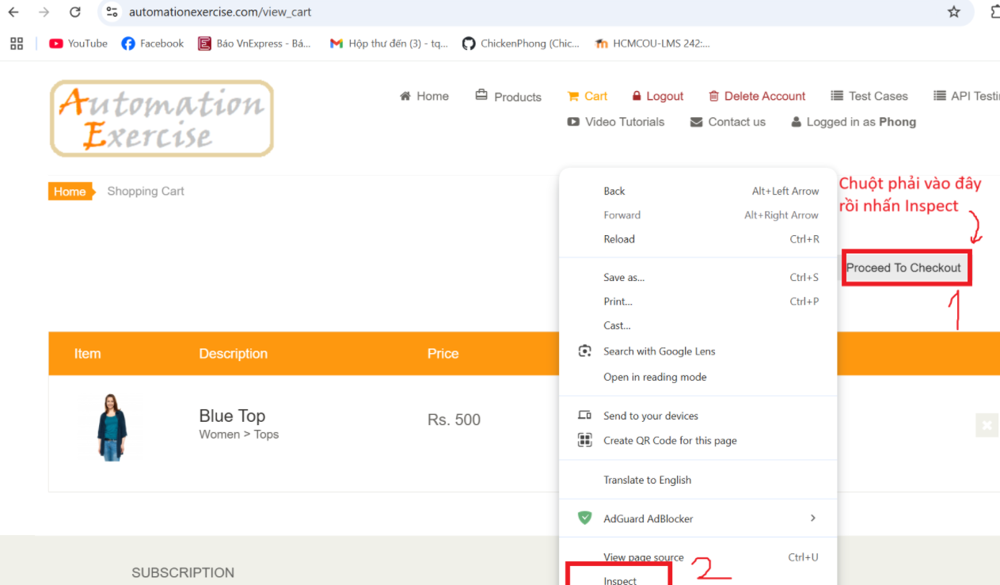 automationexercise.com/view_cart
YouTube Facebook Báo VnExpress - Bá... Hộp thư đến (3) - tq... ChickenPhong (Chic... HCMCOU-LMS 242:...
Automation
Exercise
Home Products Cart Logout Delete Account Test Cases API Testi
Video Tutorials Contact us Logged in as Phong
Home Shopping Cart
Chuột phải vào đây
rồi nhấn Inspect
Proceed To Checkout
1
Back Alt+Left Arrow
Forward Alt+Right Arrow
Reload Ctrl+R
Save as... Ctrl+S
Print... Ctrl+P
Cast...
Search with Google Lens
Open in reading mode
Send to your devices
Create QR Code for this page
Translate to English
AdGuard AdBlocker
View page source Ctrl+U
Inspect
2
Item Description Price
Blue Top
Women > Tops
Rs. 500
SUBSCRIPTION